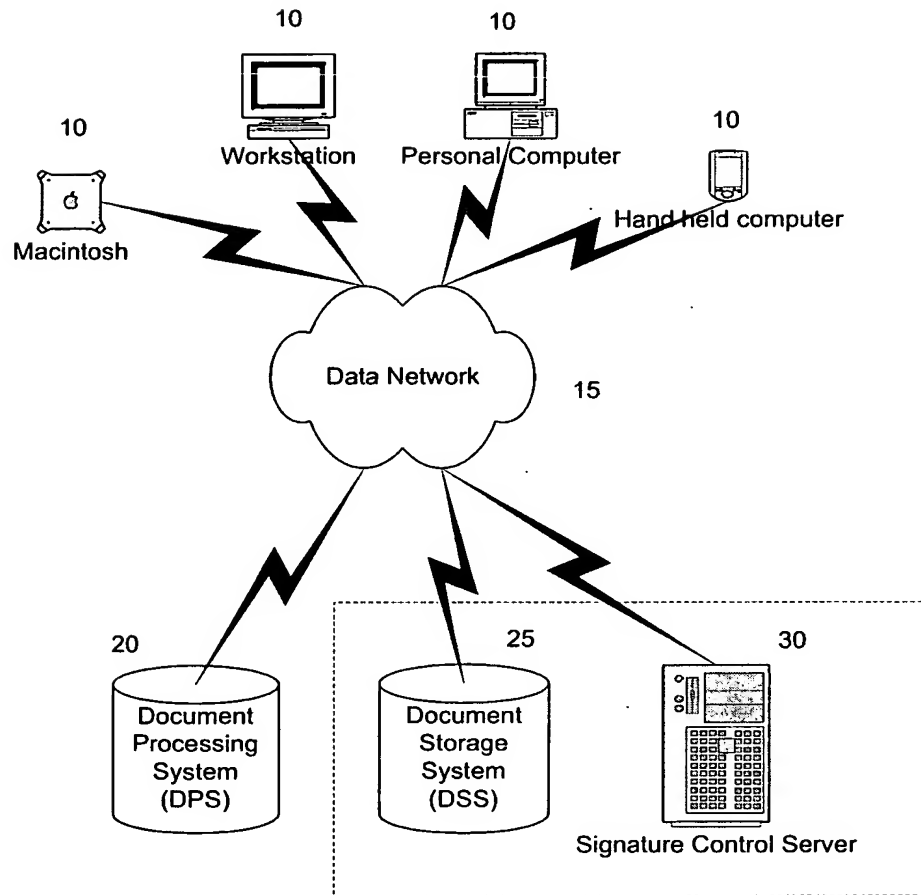 10
10
10
10
Workstation
Personal Computer
Macintosh
Hand held computer
Data Network
15
20
25
30
Document
Processing
System
(DPS)
Document
Storage
System
(DSS)
Signature Control Server